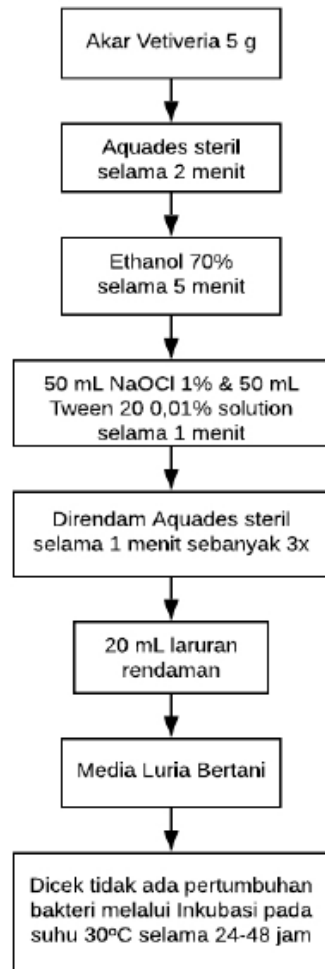 Akar Vetiveria 5 g
Aquades steril
selama 2 menit
Ethanol 70%
selama 5 menit
50 mL NaOCl 1% & 50 mL
Tween 20 0,01% solution
selama 1 menit
Direndam Aquades steril
selama 1 menit sebanyak 3x
20 mL laruran
rendaman
Media Luria Bertani
Dicek tidak ada pertumbuhan
bakteri melalui Inkubasi pada
suhu 30ºC selama 24-48 jam